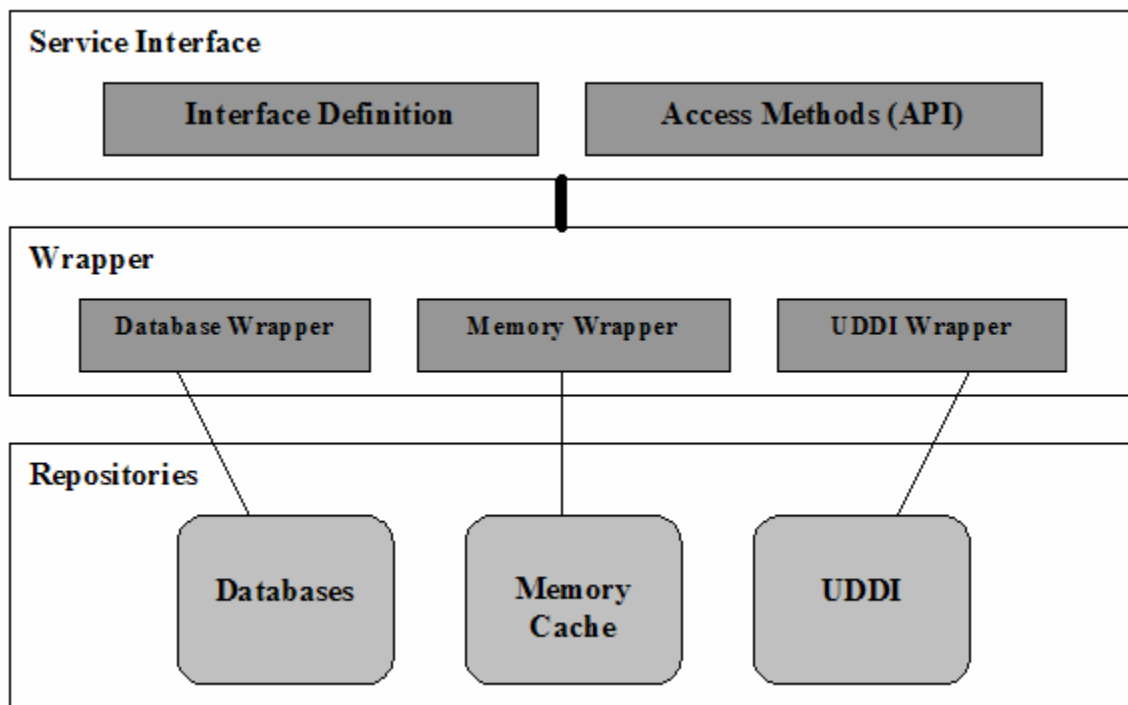 Service Interface
Interface Definition
Access Methods (API)
Wrapper
Database Wrapper
Memory Wrapper
UDDI Wrapper
Repositories
Databases
Memory
Cache
UDDI